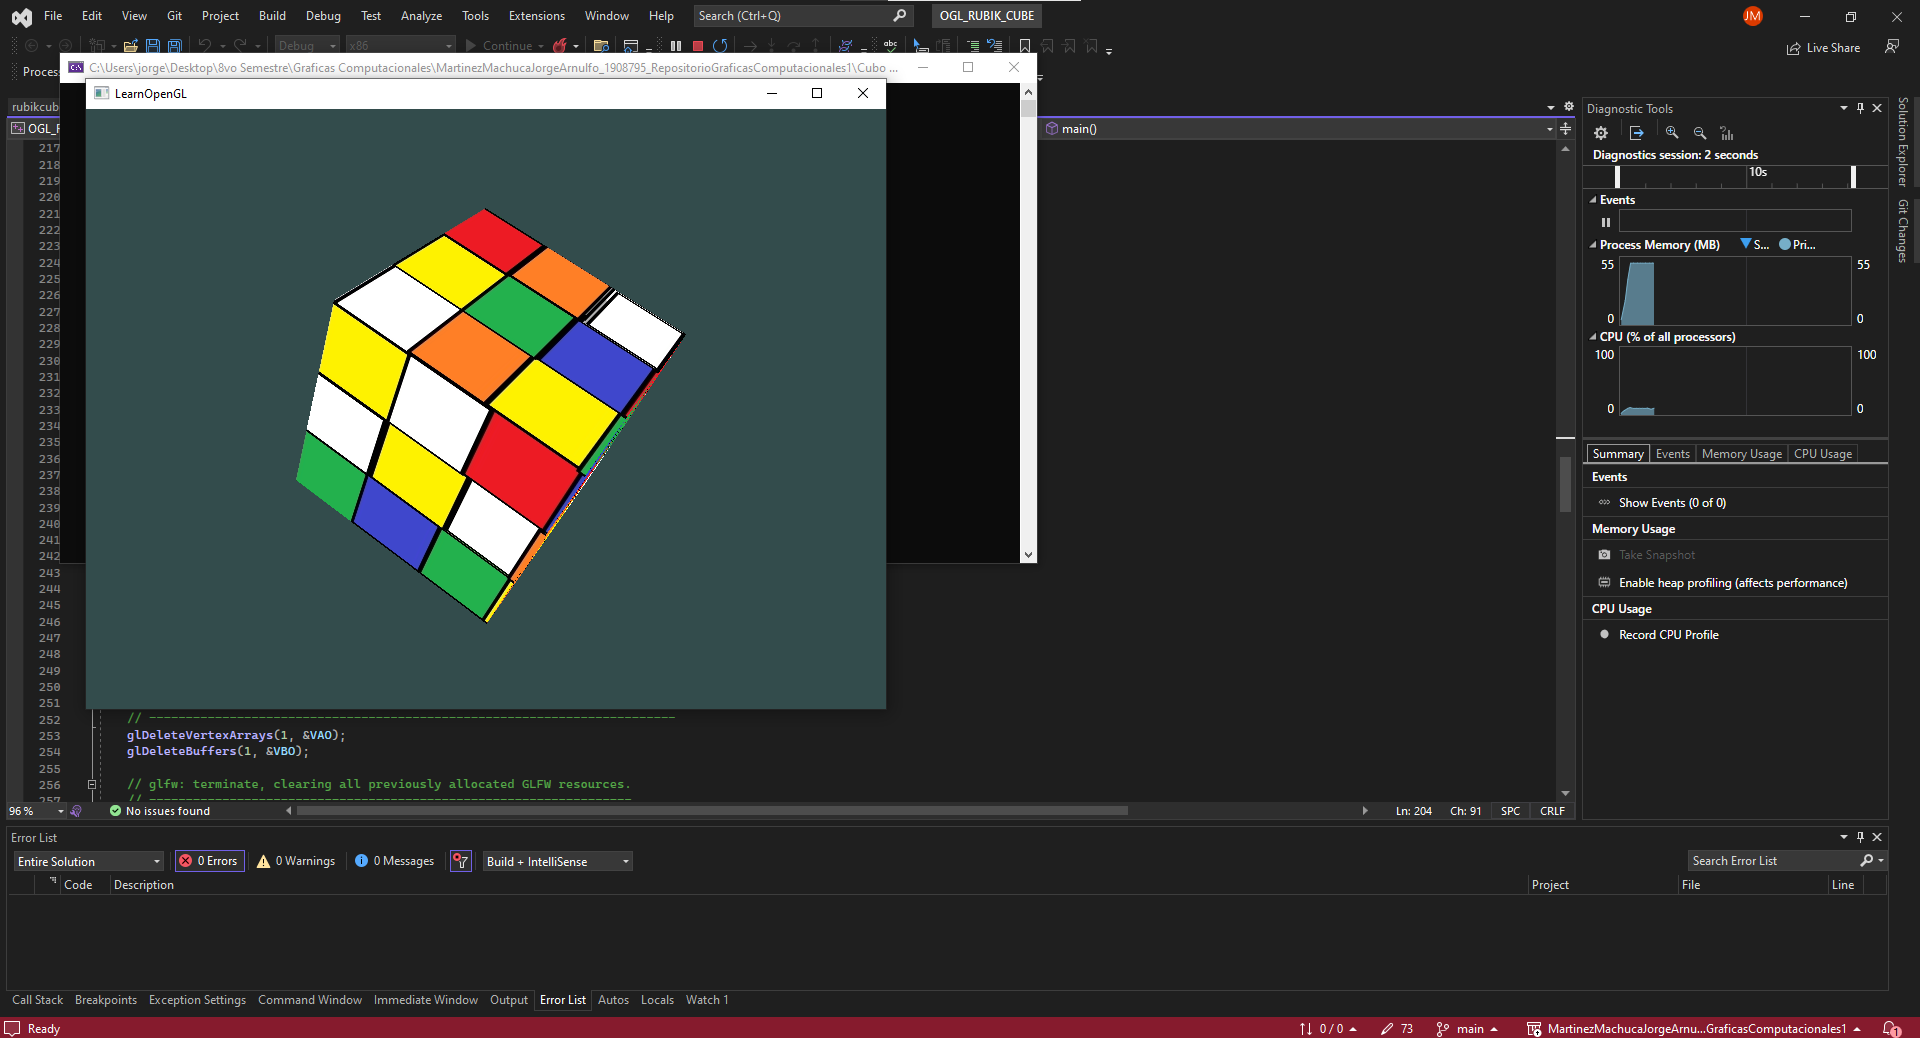 File Edit View Git Project Build Debug Test Analyze Tools Extensions Window Help Search (Ctrl+Q) OGL_RUBIK_CUBE JM
Debug x86 Continue Live Share
Process
C:\Users\jorge\Desktop\8vo Semestre\Graficas Computacionales\MartinezMachucaJorgeArnulfo_1908795_RepositorioGraficasComputacionales1\Cubo ...
LearnOpenGL
rubikcub
OGL_R
main()
217
218
219
220
221
222
223
224
225
226
227
228
229
230
231
232
233
234
235
236
237
238
239
240
241
242
243
244
245
246
247
248
249
250
251
252 // ------------------------------------------------------------------------
253 glDeleteVertexArrays(1, &VAO);
254 glDeleteBuffers(1, &VBO);
255
256 // glfw: terminate, clearing all previously allocated GLFW resources.
257 // ------------------------------------------------------------------
96 % No issues found Ln: 204 Ch: 91 SPC CRLF
Diagnostic Tools
Diagnostics session: 2 seconds
10s
Events
Process Memory (MB) S... Pri...
55 55
0 0
CPU (% of all processors)
100 100
0 0
Summary Events Memory Usage CPU Usage
Events
Show Events (0 of 0)
Memory Usage
Take Snapshot
Enable heap profiling (affects performance)
CPU Usage
Record CPU Profile
Solution Explorer
Git Changes
Error List
Entire Solution 0 Errors 0 Warnings 0 Messages Build + IntelliSense Search Error List
Code Description Project File Line
Call Stack Breakpoints Exception Settings Command Window Immediate Window Output Error List Autos Locals Watch 1
Ready 0 / 0 73 main MartinezMachucaJorgeArnu...GraficasComputacionales1 1